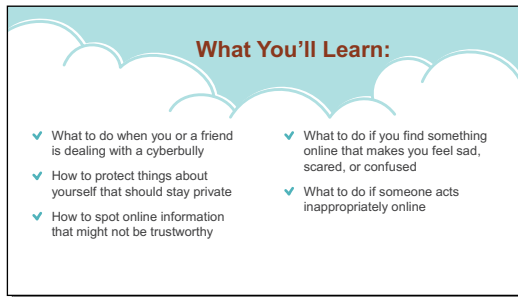 What You’ll Learn:
What to do when you or a friend
is dealing with a cyberbully
How to protect things about
yourself that should stay private
How to spot online information
that might not be trustworthy
What to do if you find something
online that makes you feel sad,
scared, or confused
What to do if someone acts
inappropriately online